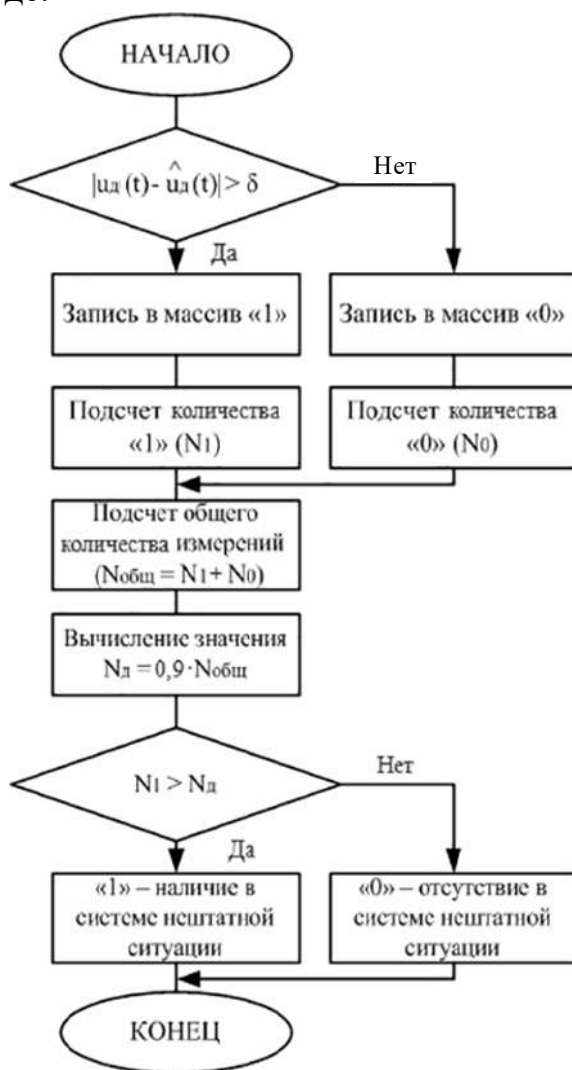 НАЧАЛО
|uд(t)- û̂д(t)|> δ
Нет
Да
Запись в массив «1»
Запись в массив «0»
Подсчет количества
«1» (N1)
Подсчет количества
«0» (N0)
Подсчет общего
количества измерений
(Nобщ = N1+ N0)
Вычисление значения
Nд = 0,9·Nобщ
N1 > Nд
Нет
Да
«1» – наличие в
системе нештатной
ситуации
«0» – отсутствие в
системе нештатной
ситуации
КОНЕЦ